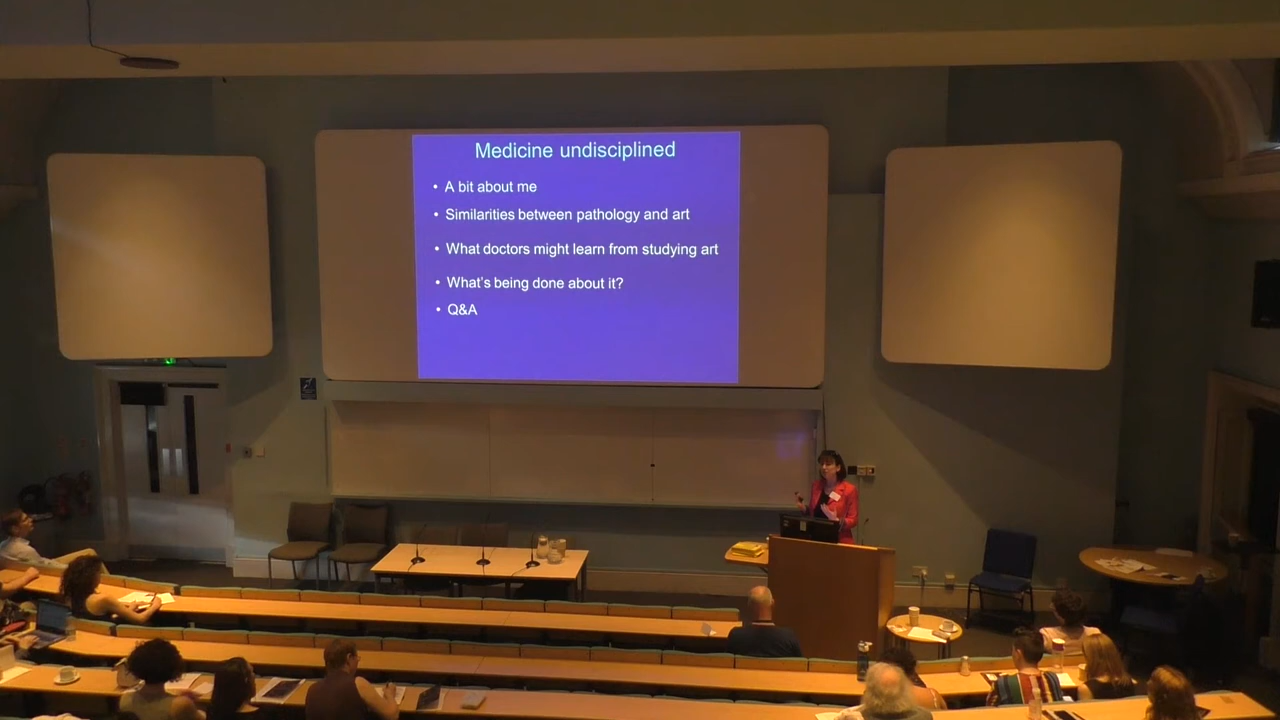 Medicine undisciplined
• A bit about me
• Similarities between pathology and art
• What doctors might learn from studying art
• What's being done about it?
• Q&A